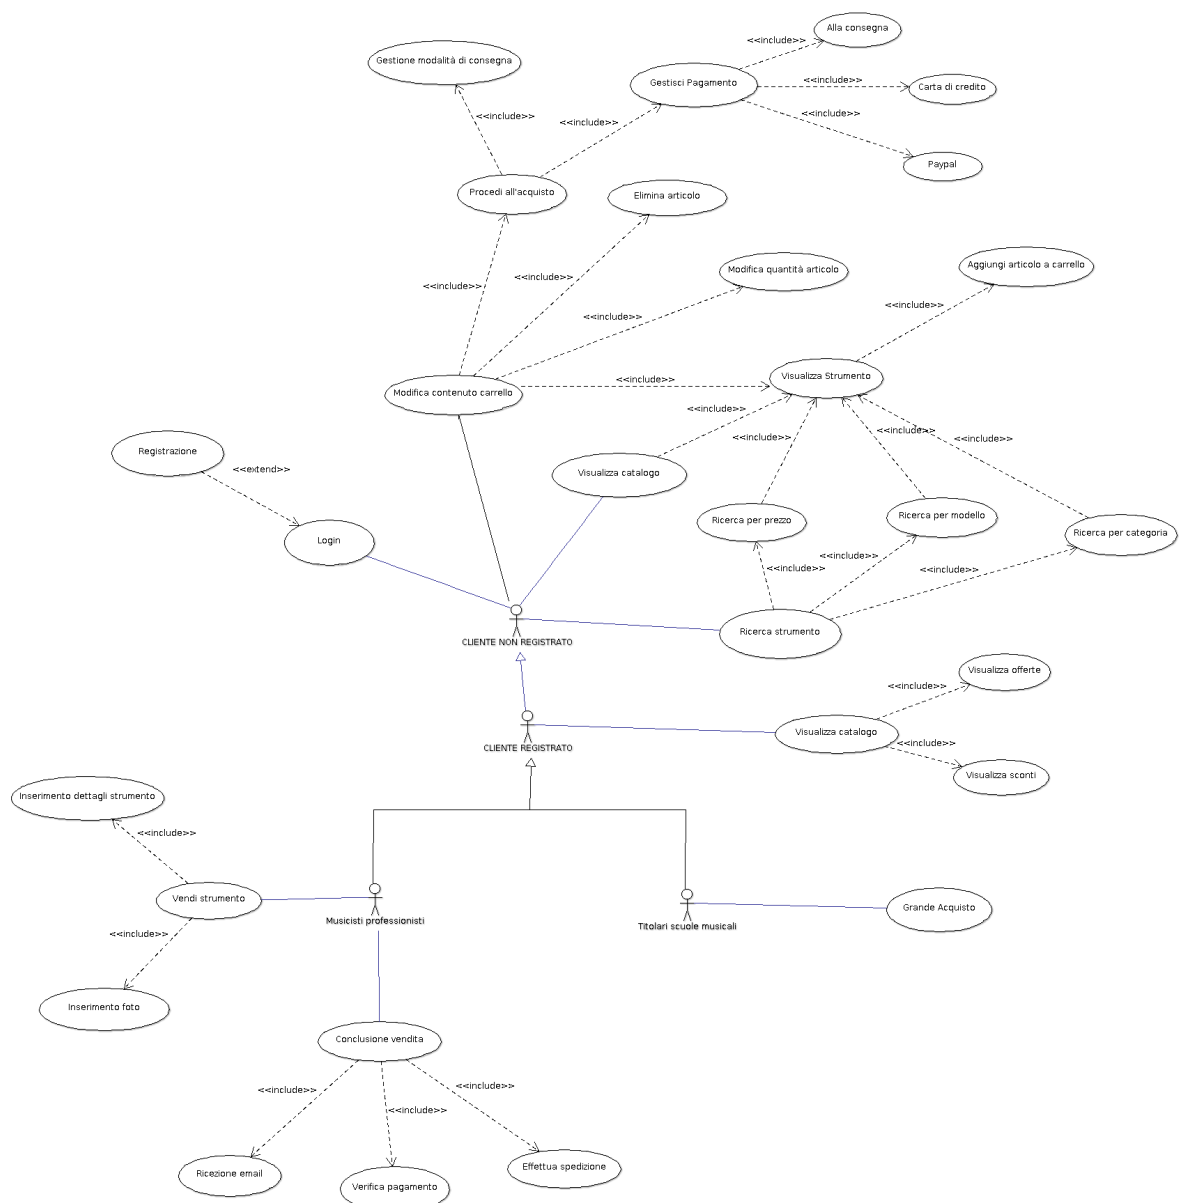 Alla consegna
<<include>>
Gestione modalità di consegna
Gestisci Pagamento
<<include>>
Carta di credito
<<include>>
<<include>>
<<include>>
Paypal
Procedi all'acquisto
Elimina articolo
Modifica quantità articolo
Aggiungi articolo a carrello
<<include>>
<<include>>
<<include>>
<<include>>
Visualizza Strumento
<<include>>
Modifica contenuto carrello
<<include>>
<<include>>
<<include>>
<<include>>
Registrazione
<<extend>>
Visualizza catalogo
Ricerca per prezzo
Ricerca per modello
Ricerca per categoria
Login
<<include>>
<<include>>
<<include>>
Ricerca strumento
CLIENTE NON REGISTRATO
Visualizza offerte
<<include>>
CLIENTE REGISTRATO
Visualizza catalogo
<<include>>
Visualizza sconti
Inserimento dettagli strumento
<<include>>
Vendi strumento
Musicisti professionisti
Titolari scuole musicali
Grande Acquisto
<<include>>
Inserimento foto
Conclusione vendita
<<include>>
<<include>>
<<include>>
Ricezione email
Verifica pagamento
Effettua spedizione